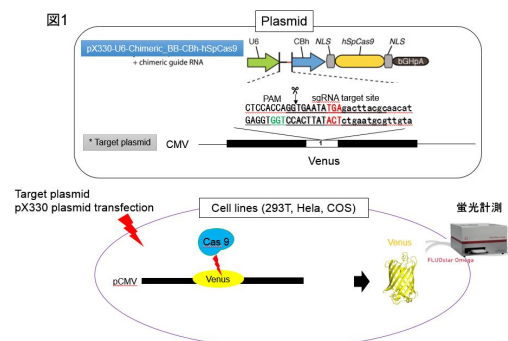 図1
Plasmid
pX330-U6-Chimeric_BB-CBh-hSpCas9
+ chimeric guide RNA
U6
CBh
NLS
hSpCas9
NLS
bGHpA
PAM
sgRNA target site
CTCCACCAGGTGAATATGAgacttacgcaacat
GAGGTGGTCCACTTATACTctgaatgcgttgta
* Target plasmid
CMV
1
Venus
Target plasmid
pX330 plasmid transfection
Cell lines (293T, Hela, COS)
蛍光計測
Cas 9
Venus
pCMV
Venus
FLUOstar Omega